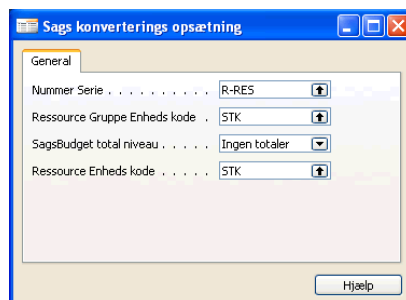 Sags konverterings opsætning
General
Nummer Serie . . . . . . . . . . R-RES
Ressource Gruppe Enheds kode . STK
SagsBudget total niveau . . . . . Ingen totaler
Ressource Enheds kode . . . . . STK
Hjælp